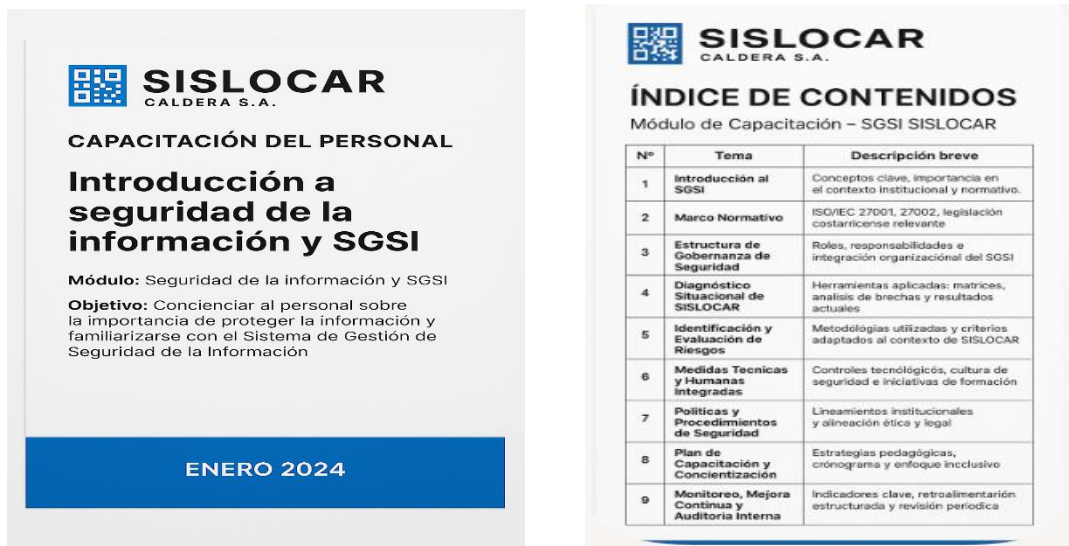 SISLOCAR
CALDERA S.A.
CAPACITACIÓN DEL PERSONAL
Introducción a
seguridad de la
información y SGSI
Módulo: Seguridad de la información y SGSI
Objetivo: Concienciar al personal sobre
la importancia de proteger la información y
familiarizarse con el Sistema de Gestión de
Seguridad de la Información
ENERO 2024
SISLOCAR
CALDERA S.A.
ÍNDICE DE CONTENIDOS
Módulo de Capacitación – SGSI SISLOCAR
Nº Tema Descripción breve
1 Introducción al SGSI Conceptos clave, importancia en
el contexto institucional y normativo.
2 Marco Normativo ISO/IEC 27001, 27002, legislación
costarricense relevante
3 Estructura de
Gobernanza de
Seguridad
Roles, responsabilidades e
integración organizaciónal del SGSI
4 Diagnóstico
Situacional de
SISLOCAR
Herramientas aplicadas: matrices,
analisis de brechas y resultados
actuales
5 Identificación y
Evaluación de
Riesgos
Metodólogias utilizadas y criterios
adaptados al contexto de SISLOCAR
6 Medidas Tecnicas
y Humanas
Integradas
Controles tecnólógicós, cultura de
seguridad e iniciativas de formación
7 Politicas y
Procedimientos
de Seguridad
Lineamientos institucionales
y alineación ética y legal
8 Plan de
Capacitación y
Concientización
Estrategias pedagógicas,
crónograma y enfoque incclusivo
9 Monitoreo, Mejora
Continua y
Auditoria Interna
Indicadores clave, retroalimentarión
estructurada y revisión periodica